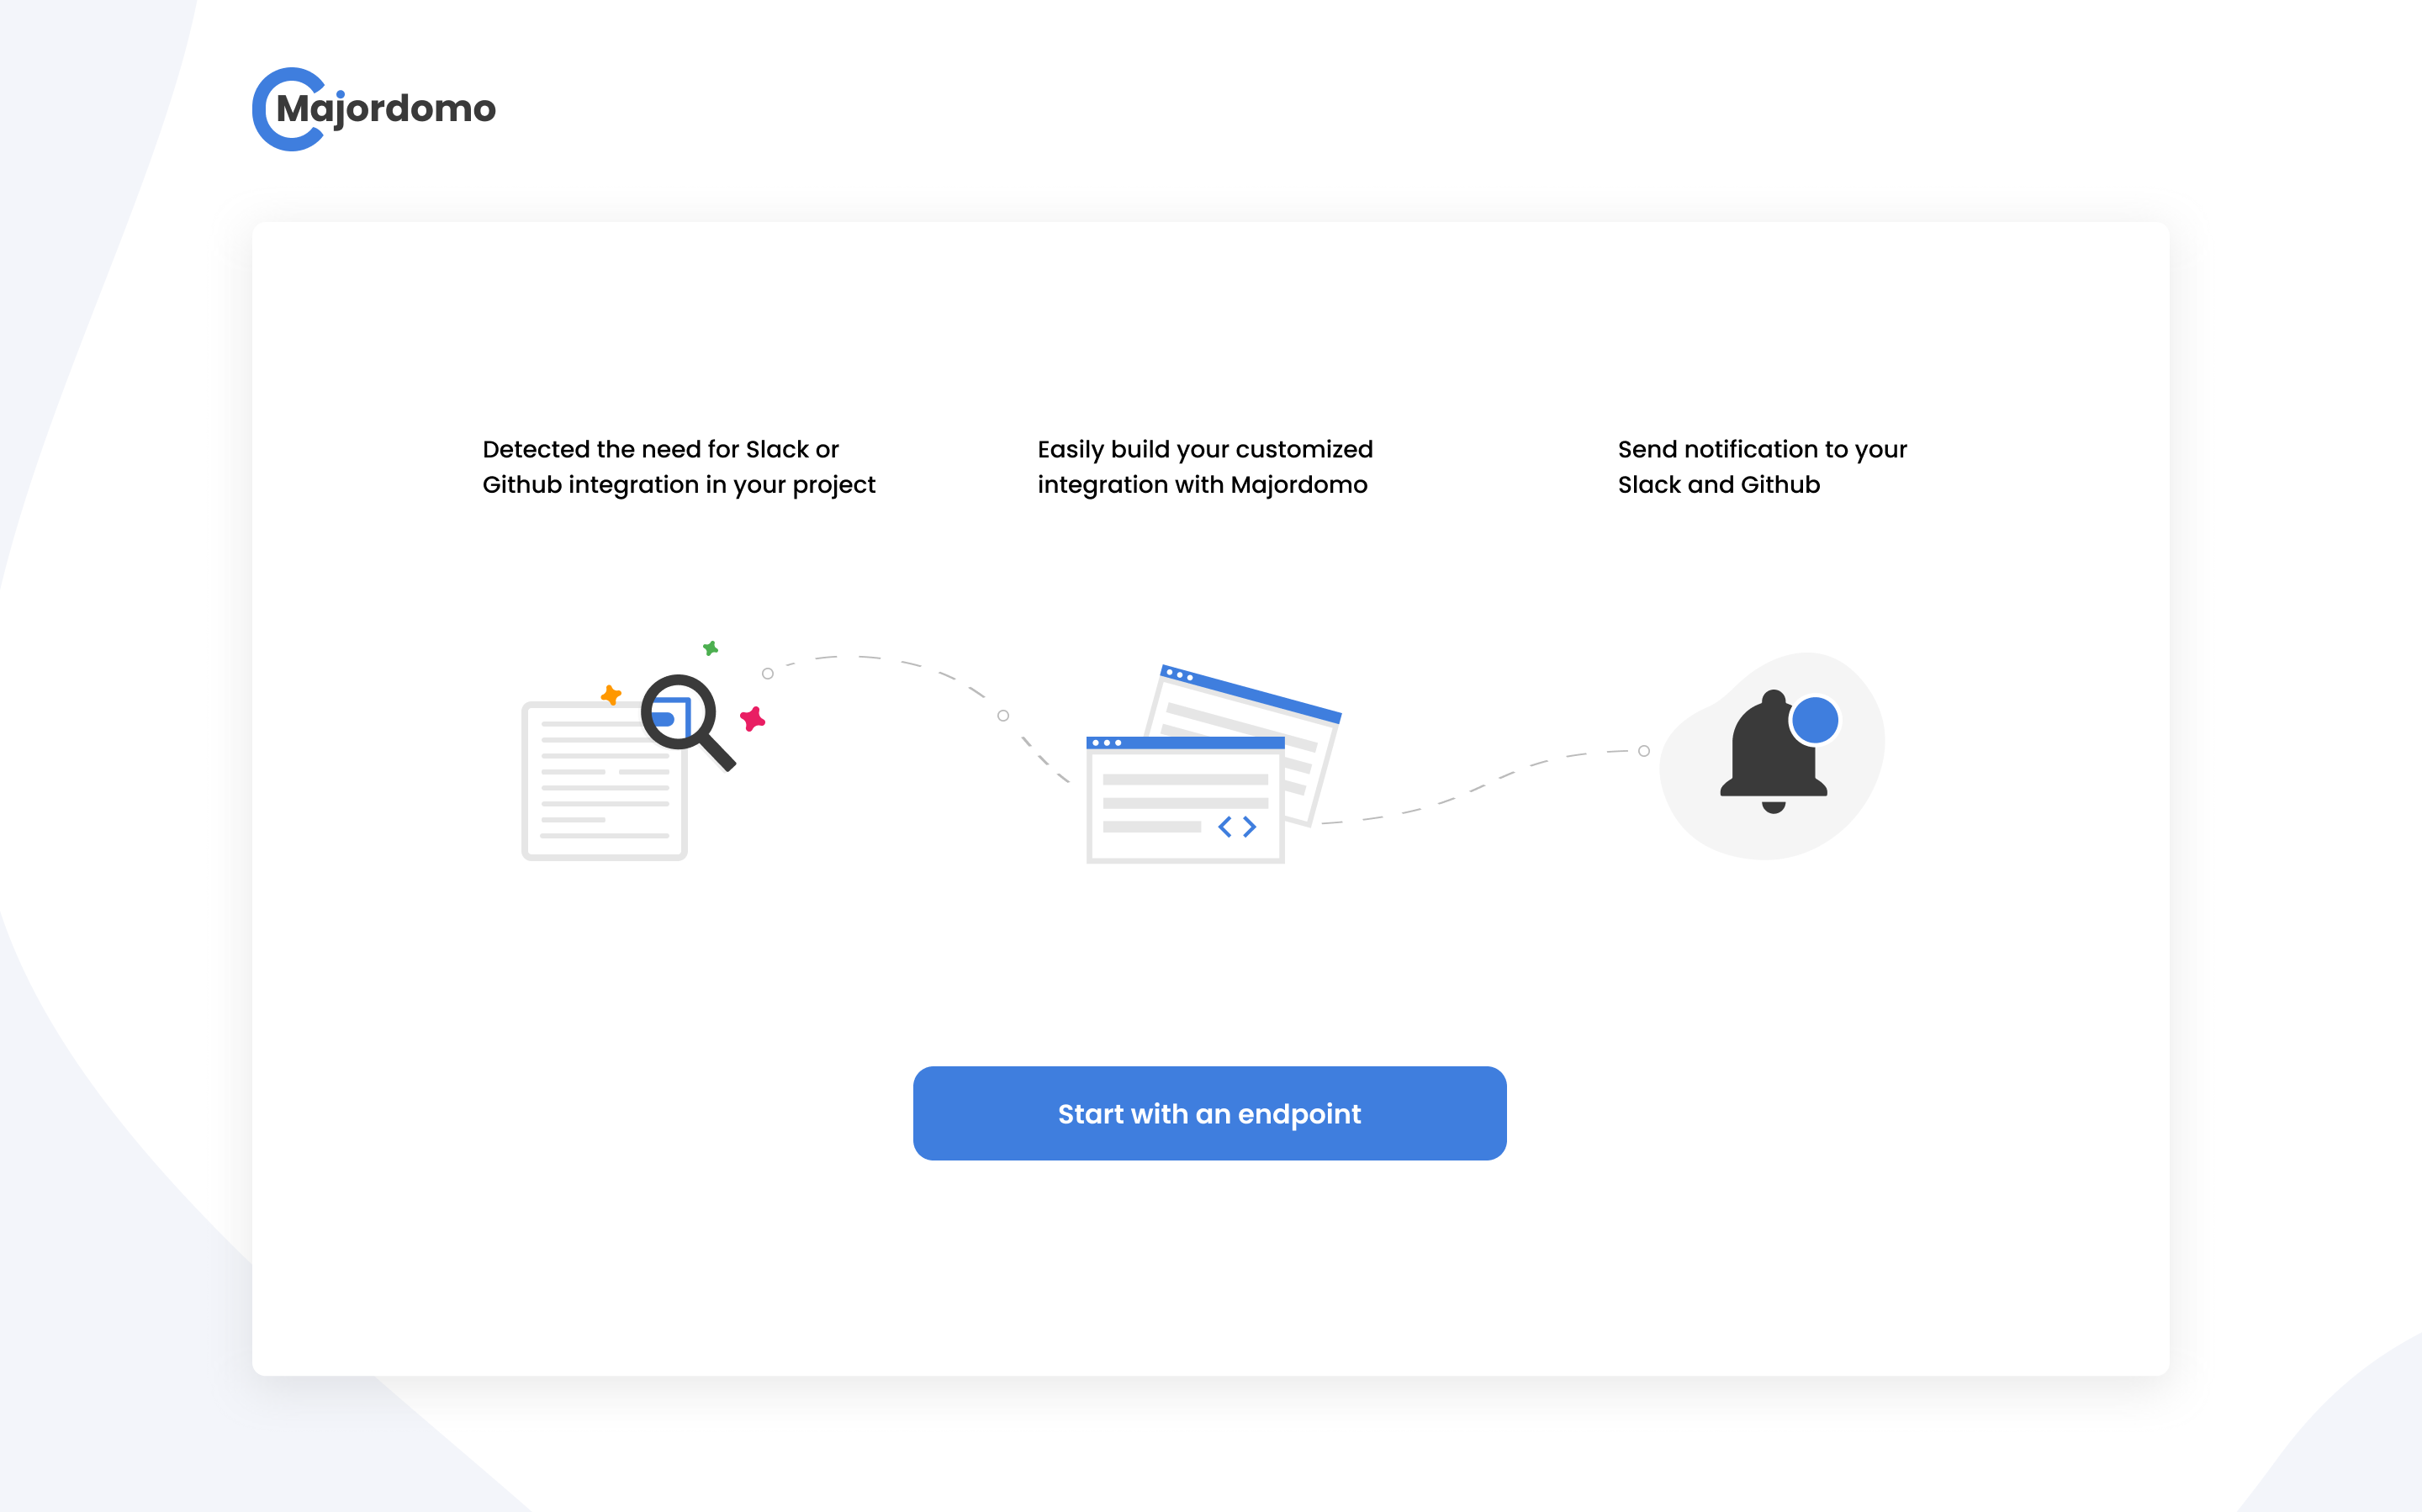 Majordomo
Detected the need for Slack or
Github integration in your project
Easily build your customized
integration with Majordomo
Send notification to your
Slack and Github
Start with an endpoint